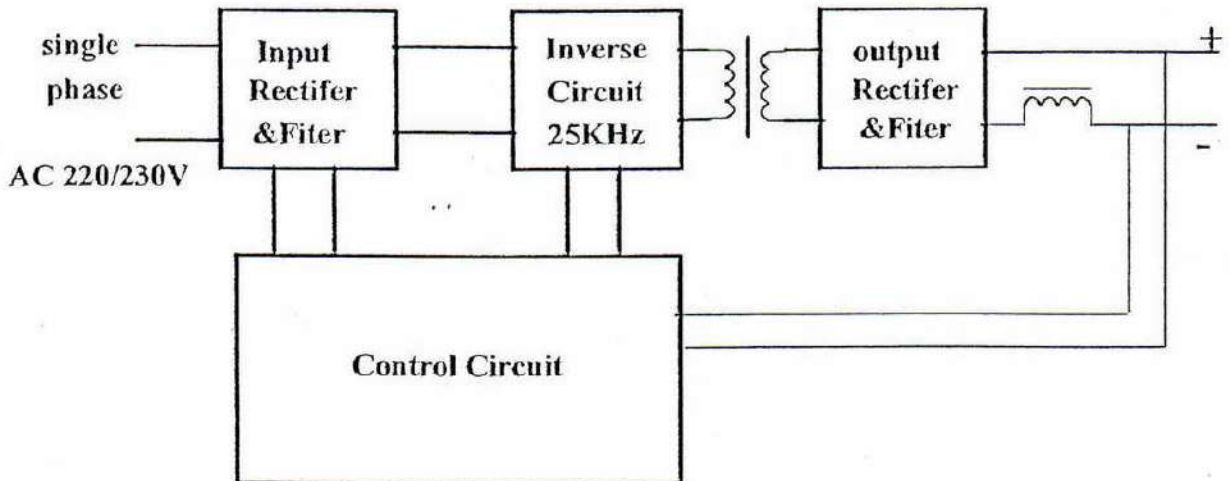 single
phase
AC 220/230V
Input
Rectifer
&Fiter
Inverse
Circuit
25KHz
output
Rectifer
&Fiter
+
-
Control Circuit